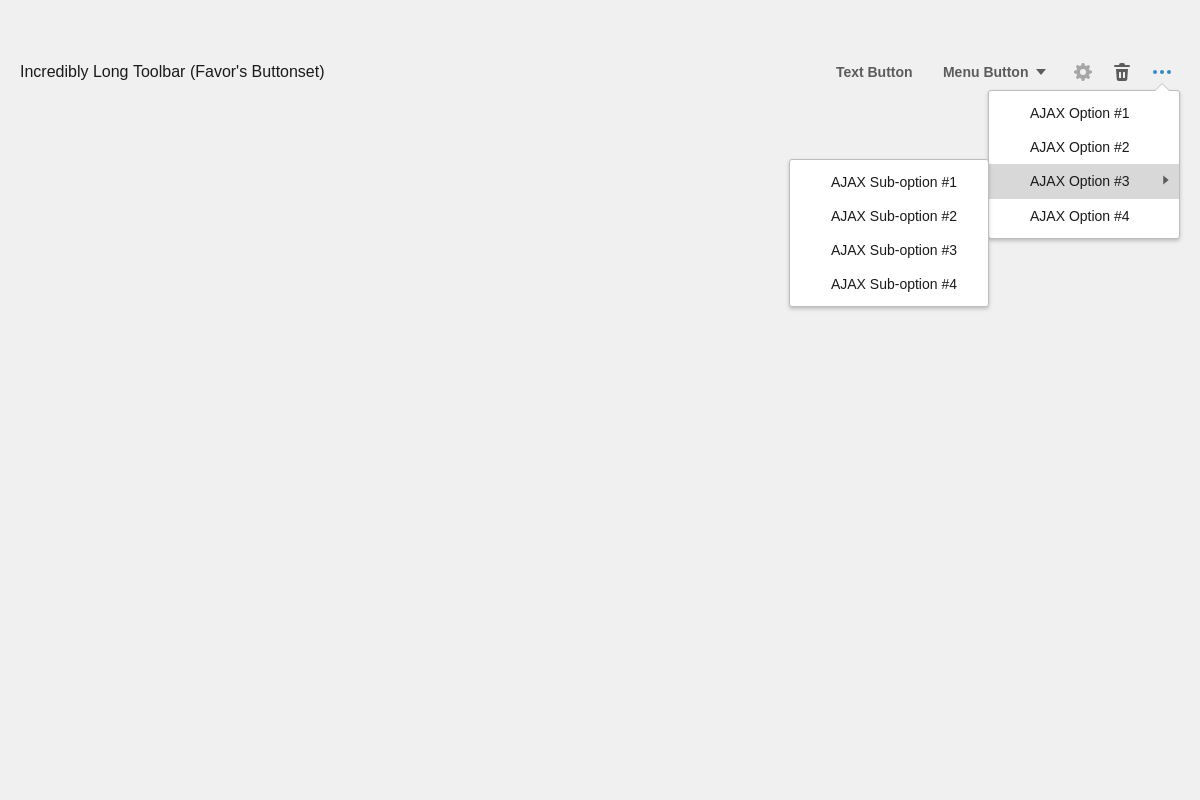 Incredibly Long Toolbar (Favor's Buttonset)
Text Button
Menu Button
AJAX Option #1
AJAX Option #2
AJAX Option #3
AJAX Option #4
AJAX Sub-option #1
AJAX Sub-option #2
AJAX Sub-option #3
AJAX Sub-option #4